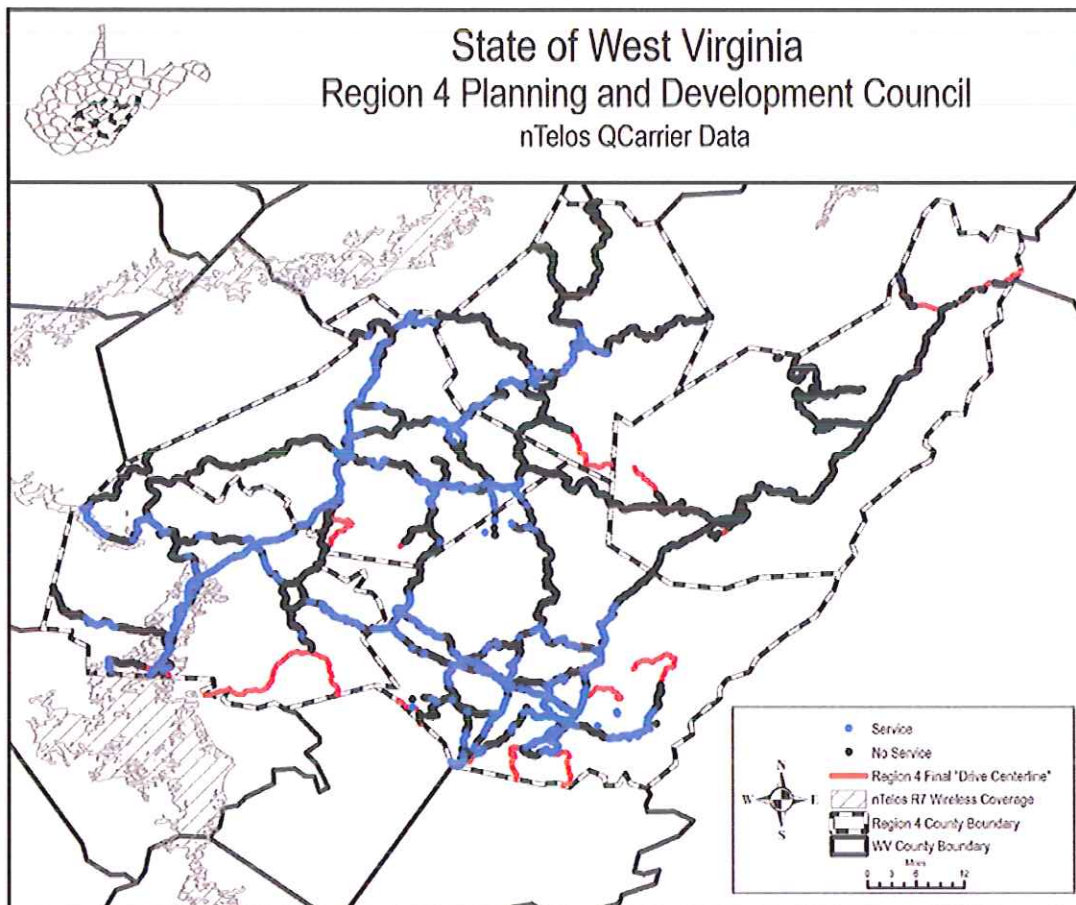 State of West Virginia
Region 4 Planning and Development Council
nTelos QCarrier Data
Service
No Service
Region 4 Final "Drive Centerline"
nTelos R7 Wireless Coverage
Region 4 County Boundary
WV County Boundary
N
W E
S
Miles
0 3 6 12